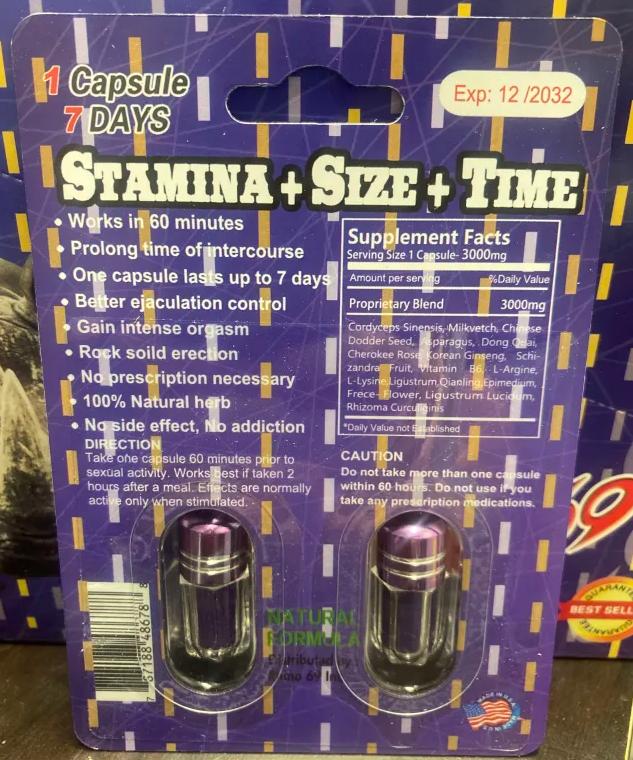 1 Capsule
7 DAYS
Exp: 12 /2032
STAMINA + SIZE + TIME
• Works in 60 minutes
• Prolong time of intercourse
• One capsule lasts up to 7 days
• Better ejaculation control
• Gain intense orgasm
• Rock soild erection
• No prescription necessary
• 100% Natural herb
• No side effect, No addiction
DIRECTION
Take one capsule 60 minutes prior to
sexual activity. Works best if taken 2
hours after a meal. Effects are normally
active only when stimulated.
Supplement Facts
Serving Size 1 Capsule- 3000mg
Amount per serving %Daily Value
Proprietary Blend 3000mg
Cordyceps Sinensis, Milkvetch, Chinese
Dodder Seed, Asparagus, Dong Quai,
Cherokee Rose, Korean Ginseng, Schi-
zandra Fruit, Vitamin B6, L-Argine,
L-Lysine,Ligustrum,Qianling,Epimedium,
Frece- Flower, Ligustrum Lucidum,
Rhizoma Curculiginis
*Daily Value not Established
CAUTION
Do not take more than one capsule
within 60 hours. Do not use if you
take any prescription medications.
NATURAL
FORMULA
Distributed by
69
GUARANTEE
BEST SELL
GUARANTEE
MADE IN U.S.A